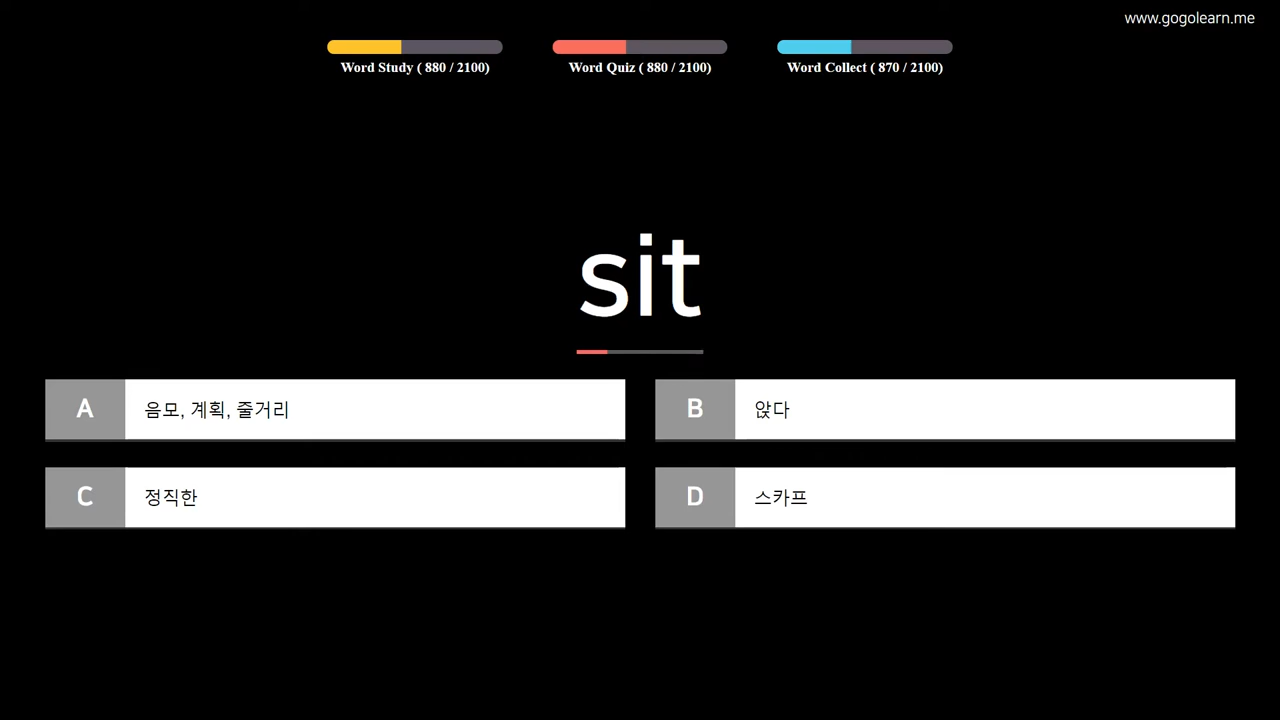 www.gogolearn.me
Word Study ( 880 / 2100)
Word Quiz ( 880 / 2100)
Word Collect ( 870 / 2100)
sit
A 음모, 계획, 줄거리
B 앉다
C 정직한
D 스카프